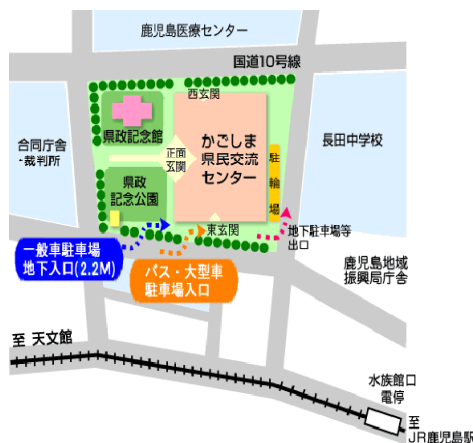 鹿児島医療センター
国道10号線
西玄関
県政記念館
かごしま
県民交流
センター
正面
玄関
合同庁舎
・裁判所
長田中学校
駐輪場
県政
記念公園
東玄関
地下駐車場等
出口
一般車駐車場
地下入口(2.2M)
バス・大型車
駐車場入口
鹿児島地域
振興局庁舎
至 天文館
水族館口
電停
至
JR鹿児島駅